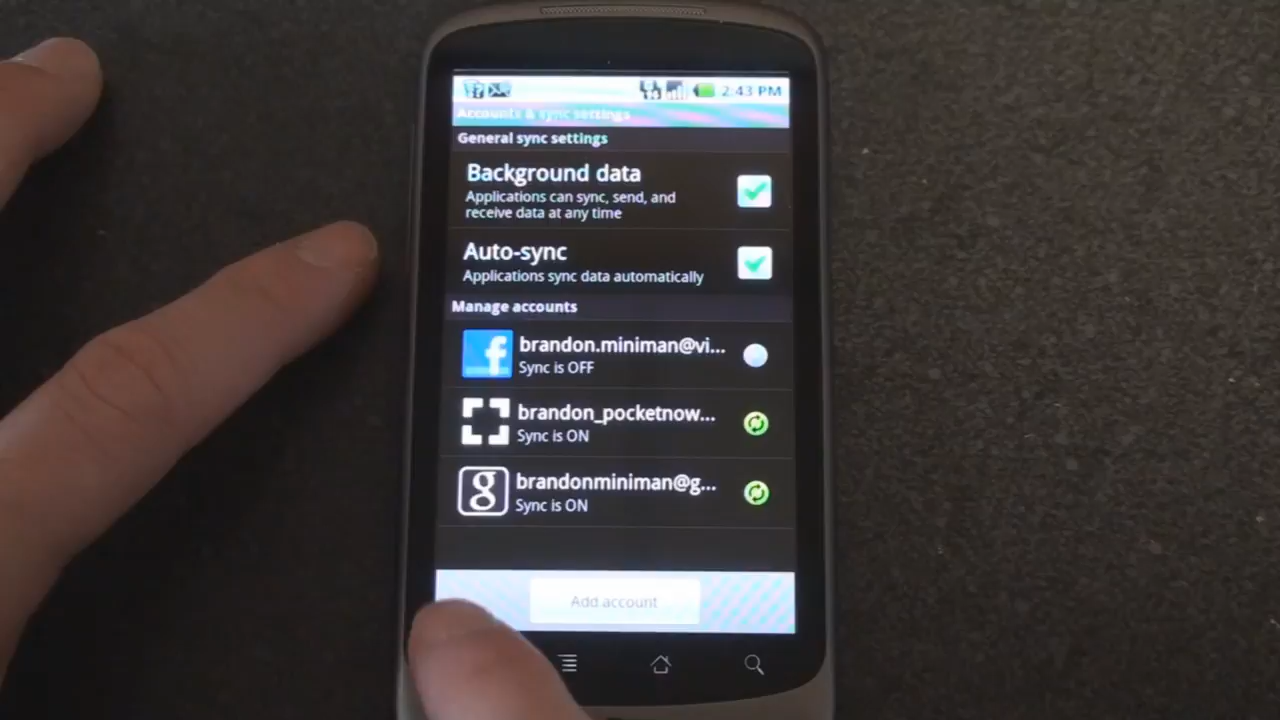 2:43 PM
Accounts & sync settings
General sync settings
Background data
Applications can sync, send, and
receive data at any time
Auto-sync
Applications sync data automatically
Manage accounts
brandon.miniman@vi...
Sync is OFF
brandon_pocketnow...
Sync is ON
brandonminiman@g...
Sync is ON
Add account